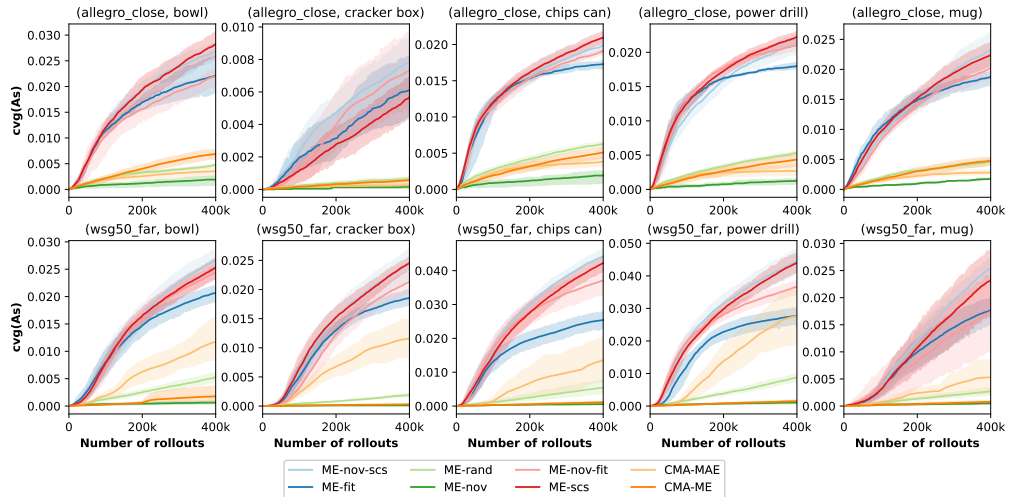 (allegro_close, bowl) (allegro_close, cracker box) (allegro_close, chips can) (allegro_close, power drill) (allegro_close, mug)
cvg(As)
0.030
0.025
0.020
0.015
0.010
0.005
0.000
0 200k 400k
0.010
0.008
0.006
0.004
0.002
0.000
0 200k 400k
0.020
0.015
0.010
0.005
0.000
0 200k 400k
0.020
0.015
0.010
0.005
0.000
0 200k 400k
0.025
0.020
0.015
0.010
0.005
0.000
0 200k 400k
(wsg50_far, bowl) (wsg50_far, cracker box) (wsg50_far, chips can) (wsg50_far, power drill) (wsg50_far, mug)
cvg(As)
0.030
0.025
0.020
0.015
0.010
0.005
0.000
0 200k 400k
Number of rollouts
0.025
0.020
0.015
0.010
0.005
0.000
0 200k 400k
Number of rollouts
0.040
0.030
0.020
0.010
0.000
0 200k 400k
Number of rollouts
0.050
0.040
0.030
0.020
0.010
0.000
0 200k 400k
Number of rollouts
0.030
0.025
0.020
0.015
0.010
0.005
0.000
0 200k 400k
Number of rollouts
ME-nov-scs ME-rand ME-nov-fit CMA-MAE
ME-fit ME-nov ME-scs CMA-ME